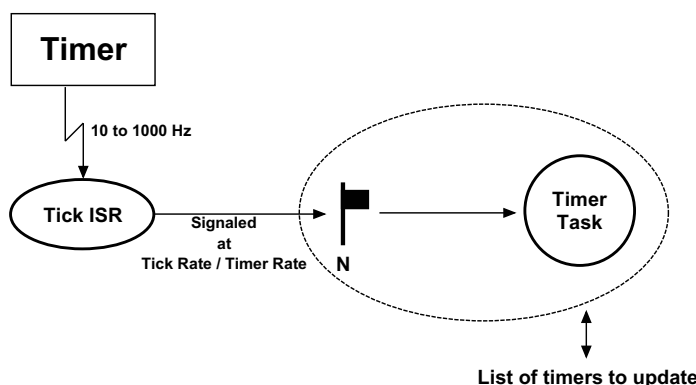 Timer
10 to 1000 Hz
Tick ISR
Signaled
at
Tick Rate / Timer Rate
N
Timer
Task
List of timers to update